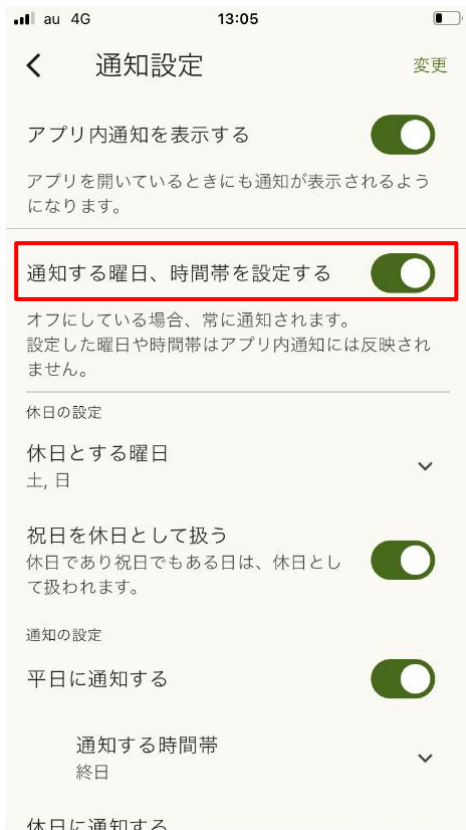 au 4G 13:05
通知設定 変更
アプリ内通知を表示する
アプリを開いているときにも通知が表示されるよう
になります。
通知する曜日、時間帯を設定する
オフにしている場合、常に通知されます。
設定した曜日や時間帯はアプリ内通知には反映され
ません。
休日の設定
休日とする曜日
土, 日
祝日を休日として扱う
休日であり祝日でもある日は、休日とし
て扱われます。
通知の設定
平日に通知する
通知する時間帯
終日
休日に通知する